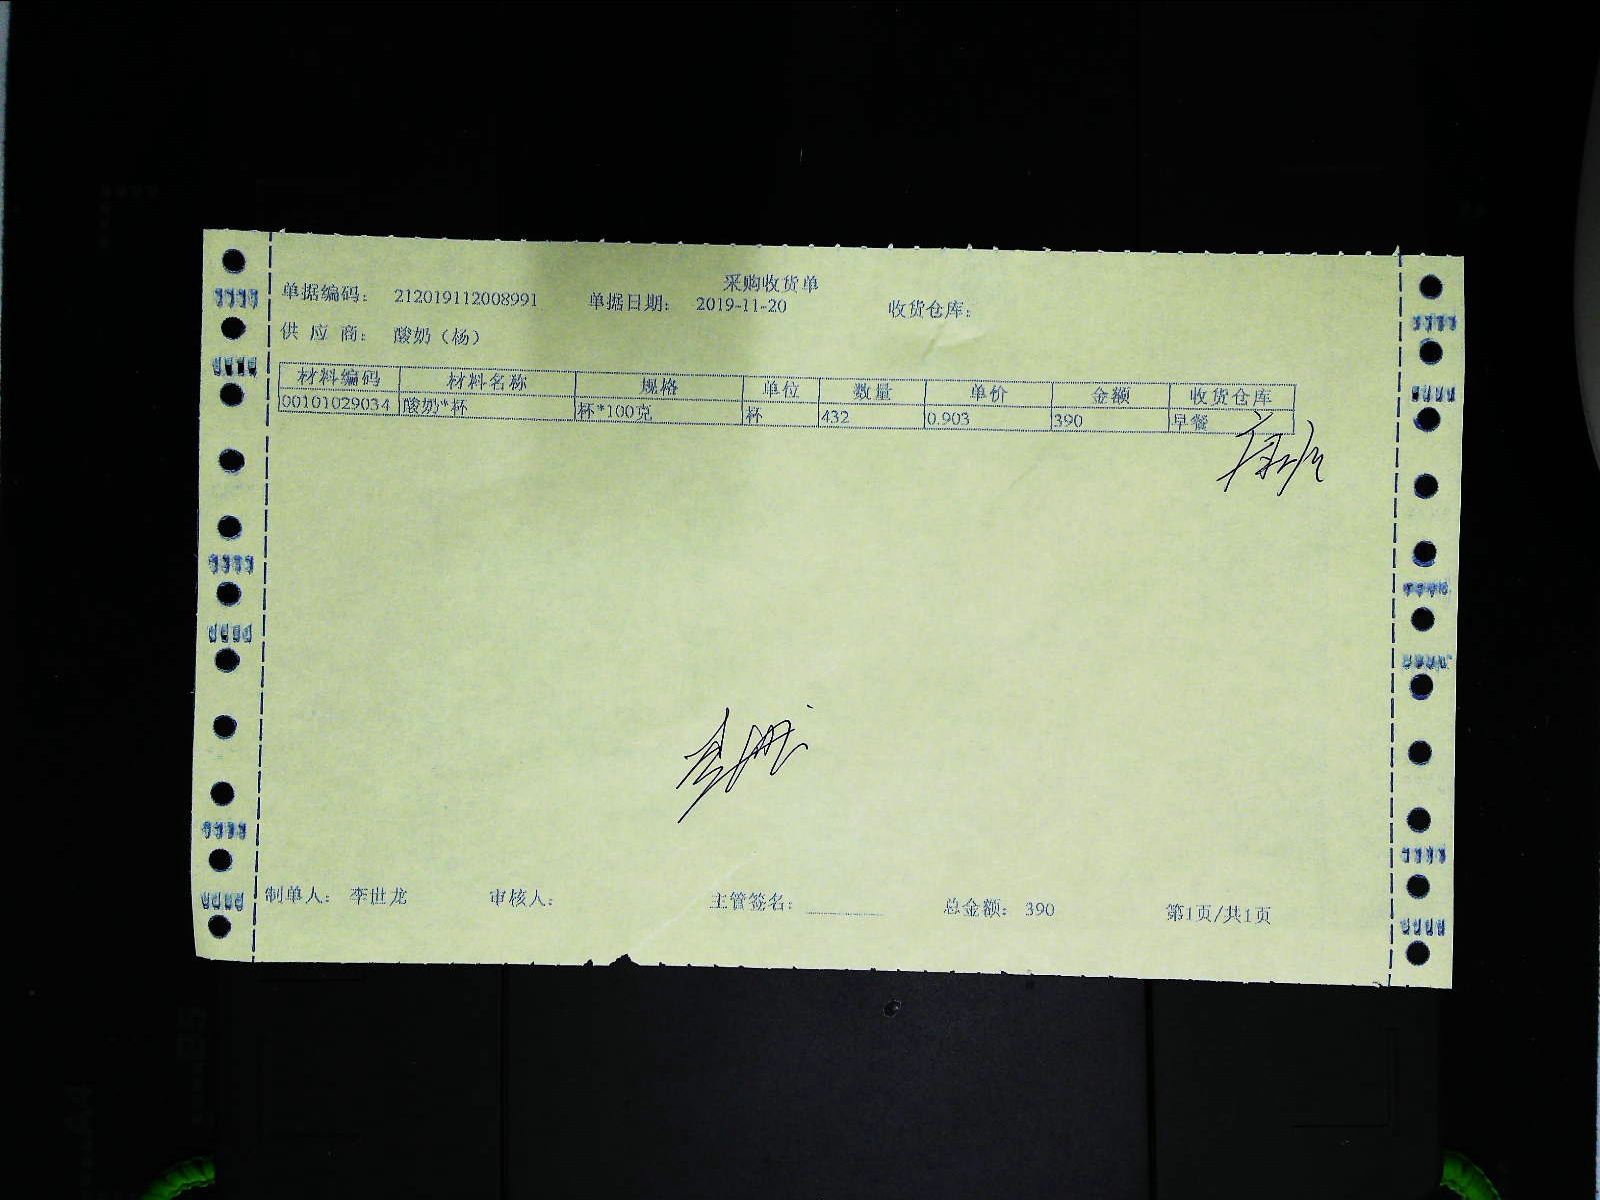 采购收货单
单据编码： 212019112008991 单据日期： 2019-11-20 收货仓库：
供 应 商： 酸奶（杨）
材料编码 材料名称 规格 单位 数量 单价 金额 收货仓库
00101029034 酸奶*杯 杯*100克 杯 432 0.903 390 早餐
制单人： 李世龙 审核人： 主管签名： 总金额： 390 第1页/共1页